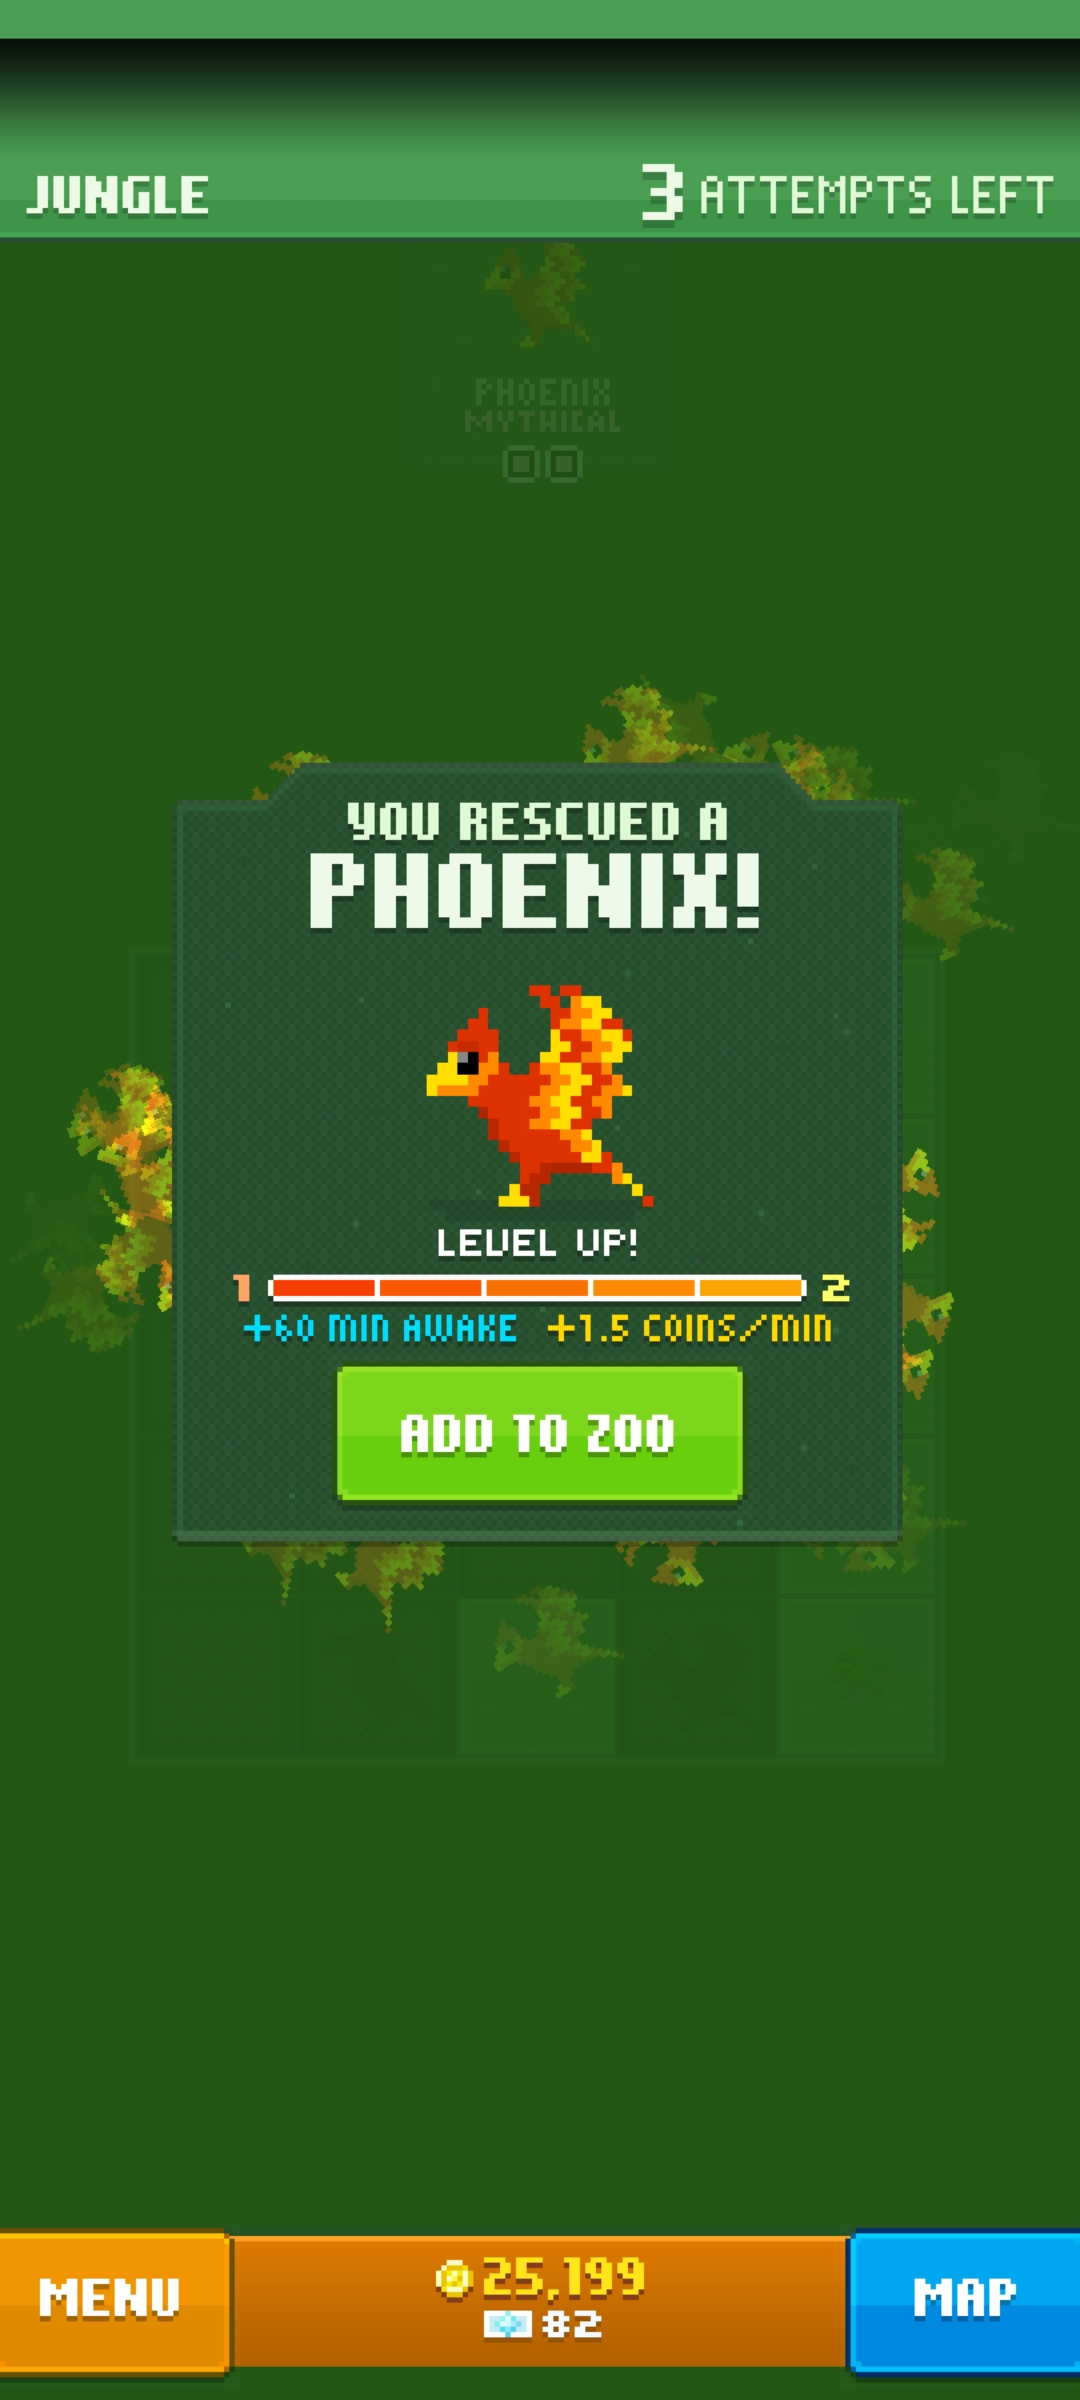 JUNGLE
3 ATTEMPTS LEFT
PHOENIX
MYTHICAL
YOU RESCUED A
PHOENIX!
LEVEL UP!
1 2
+60 MIN AWAKE +1.5 COINS/MIN
ADD TO ZOO
MENU
25,199
82
MAP